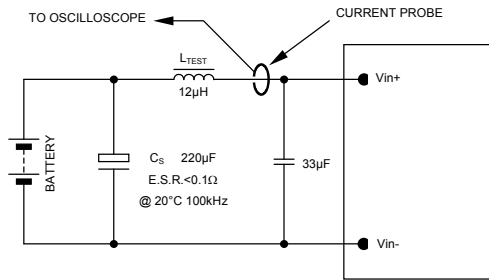 TO OSCILLOSCOPE
CURRENT PROBE
LTEST
12µH
Vin+
BATTERY
CS 220µF
E.S.R.<0.1Ω
@ 20°C 100kHz
33µF
Vin-